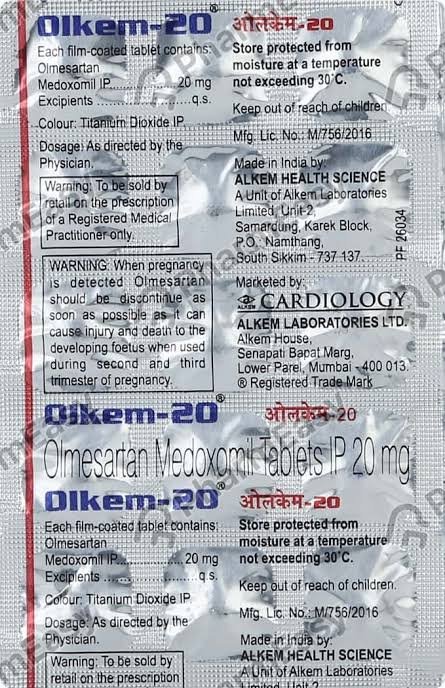 Olkem-20®
ओलकेम-20
Each film-coated tablet contains:
Olmesartan
Medoxomil IP................. 20 mg
Excipients ...................... q.s.
Colour: Titanium Dioxide IP.
Dosage: As directed by the
Physician.
Warning: To be sold by
retail on the prescription
of a Registered Medical
Practitioner only.
WARNING: When pregnancy
is detected Olmesartan
should be discontinue as
soon as possible as it can
cause injury and death to the
developing foetus when used
during second and third
trimester of pregnancy.
Store protected from
moisture at a temperature
not exceeding 30°C.
Keep out of reach of children.
Mfg. Lic. No.: M/756/2016
Made in India by:
ALKEM HEALTH SCIENCE
A Unit of Alkem Laboratories
Limited, Unit 2,
Samardung, Karek Block,
P.O. Namthang,
South Sikkim - 737 137.
PF 26034
Marketed by:
ALKEM CARDIOLOGY
ALKEM LABORATORIES LTD.
Alkem House,
Senapati Bapat Marg,
Lower Parel, Mumbai - 400 013.
® Registered Trade Mark
Olkem-20®
ओलकेम-20
Olmesartan Medoxomil Tablets IP 20 mg
Olkem-20®
ओलकेम-20
Each film-coated tablet contains:
Olmesartan
Medoxomil IP................. 20 mg
Excipients ...................... q.s.
Colour: Titanium Dioxide IP.
Dosage: As directed by the
Physician.
Warning: To be sold by
retail on the prescription
Store protected from
moisture at a temperature
not exceeding 30°C.
Keep out of reach of children.
Mfg. Lic. No.: M/756/2016
Made in India by:
ALKEM HEALTH SCIENCE
A Unit of Alkem Laboratories
Limited, Unit 2,
PharmEasy